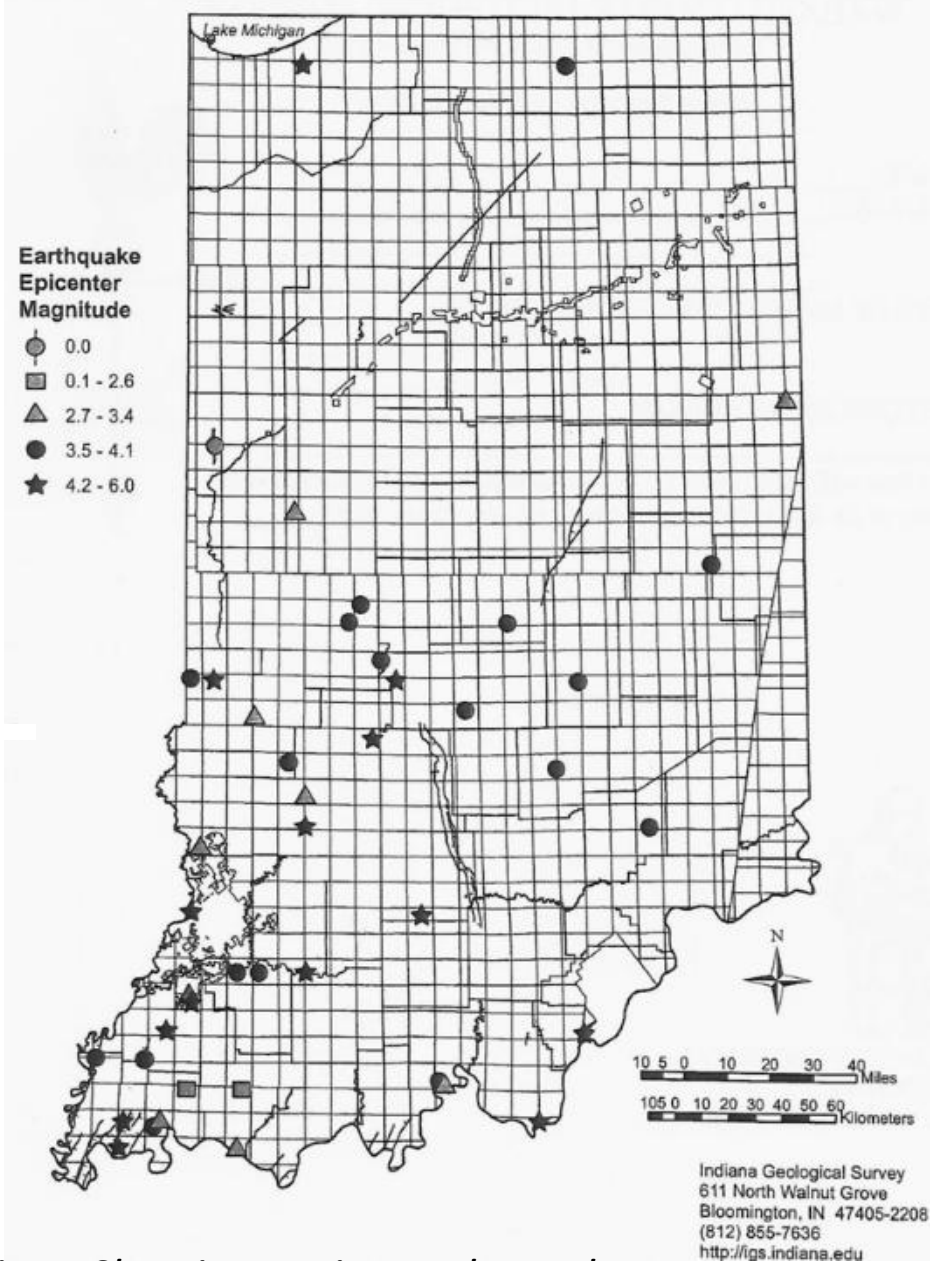 Lake Michigan
Earthquake
Epicenter
Magnitude
0.0
0.1 - 2.6
2.7 - 3.4
3.5 - 4.1
4.2 - 6.0
N
10 5 0 10 20 30 40
Miles
105 0 10 20 30 40 50 60
Kilometers
Indiana Geological Survey
611 North Walnut Grove
Bloomington, IN 47405-2208
(812) 855-7636
http://igs.indiana.edu